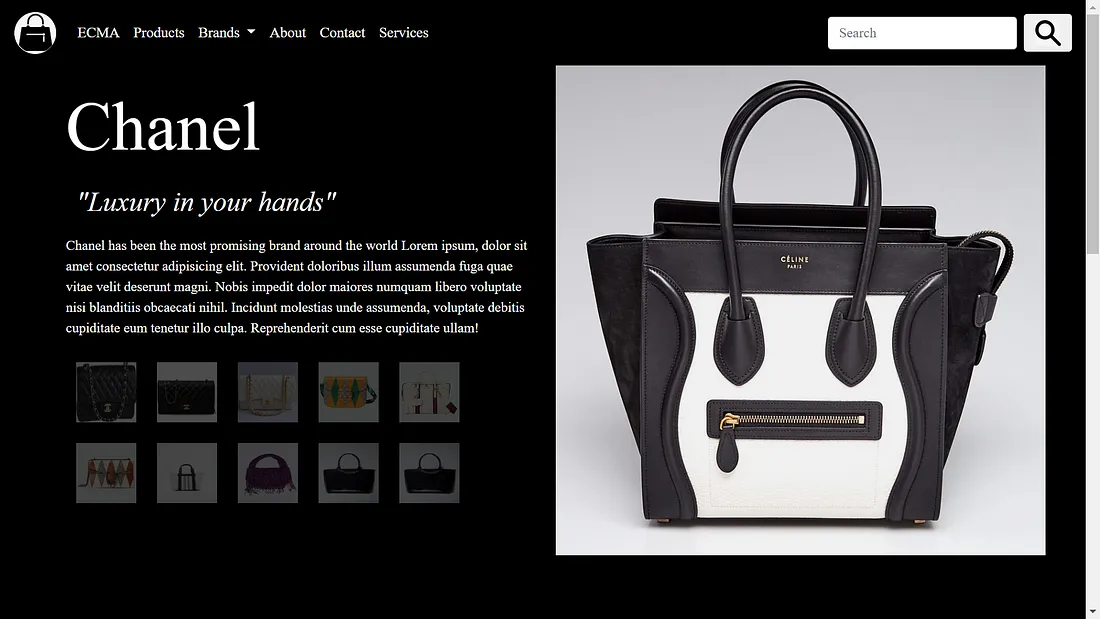 ECMA Products Brands About Contact Services
Search
Chanel
"Luxury in your hands"
Chanel has been the most promising brand around the world Lorem ipsum, dolor sit
amet consectetur adipisicing elit. Provident doloribus illum assumenda fuga quae
vitae velit deserunt magni. Nobis impedit dolor maiores numquam libero voluptate
nisi blanditiis obcaecati nihil. Incidunt molestias unde assumenda, voluptate debitis
cupiditate eum tenetur illo culpa. Reprehenderit cum esse cupiditate ullam!
CÉLINE
PARIS